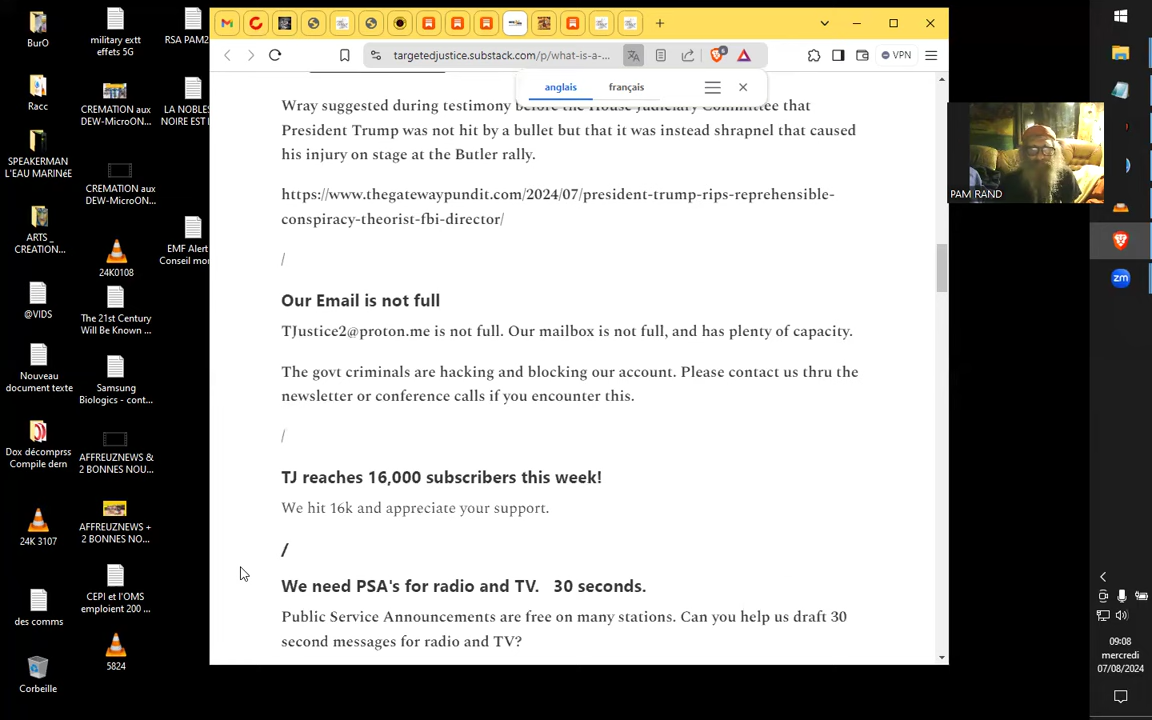 BurO
military extt
effets 5G
RSA PAM2
Racc
CREMATION aux
DEW-MicroON...
LA NOBLES
NOIRE EST I
SPEAKERMAN
L'EAU MARINéE
CREMATION aux
DEW-MicrOON...
ARTS _
CREATION...
24K0108
EMF Alert
Conseil mor
@VIDS
The 21st Century
Will Be Known ...
Nouveau
document texte
Samsung
Biologics - cont...
Dox décomprss
Compile dern
AFFREUZNEWS &
2 BONNES NOU...
24K 3107
AFFREUZNEWS +
2 BONNES NO...
des comms
CEPI et l'OMS
emploient 200 ...
Corbeille
5824
targetedjustice.substack.com/p/what-is-a-...
6
VPN
anglais
français
Wray suggested during testimony before the House Judiciary Committee that
President Trump was not hit by a bullet but that it was instead shrapnel that caused
his injury on stage at the Butler rally.
https://www.thegatewaypundit.com/2024/07/president-trump-rips-reprehensible-
conspiracy-theorist-fbi-director/
/
Our Email is not full
TJustice2@proton.me is not full. Our mailbox is not full, and has plenty of capacity.
The govt criminals are hacking and blocking our account. Please contact us thru the
newsletter or conference calls if you encounter this.
/
TJ reaches 16,000 subscribers this week!
We hit 16k and appreciate your support.
/
We need PSA's for radio and TV.   30 seconds.
Public Service Announcements are free on many stations. Can you help us draft 30
second messages for radio and TV?
PAM RAND
zm
09:08
mercredi
07/08/2024